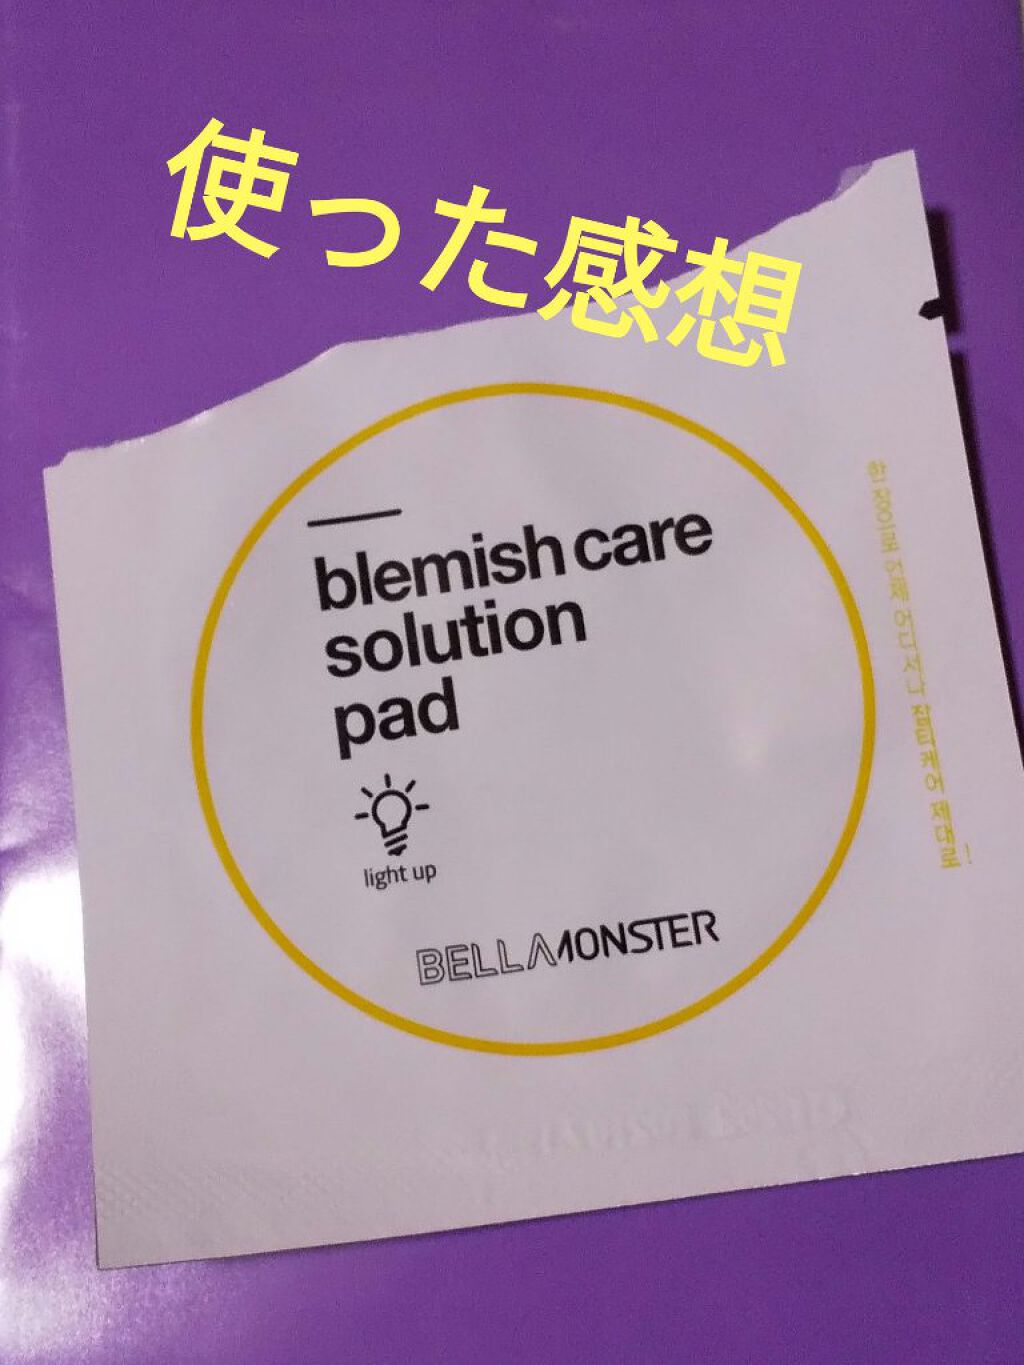 使った感想
blemish care
solution
pad
light up
BELLAMONSTER
한 장으로 언제 어디서나 잡티케어 제대로!